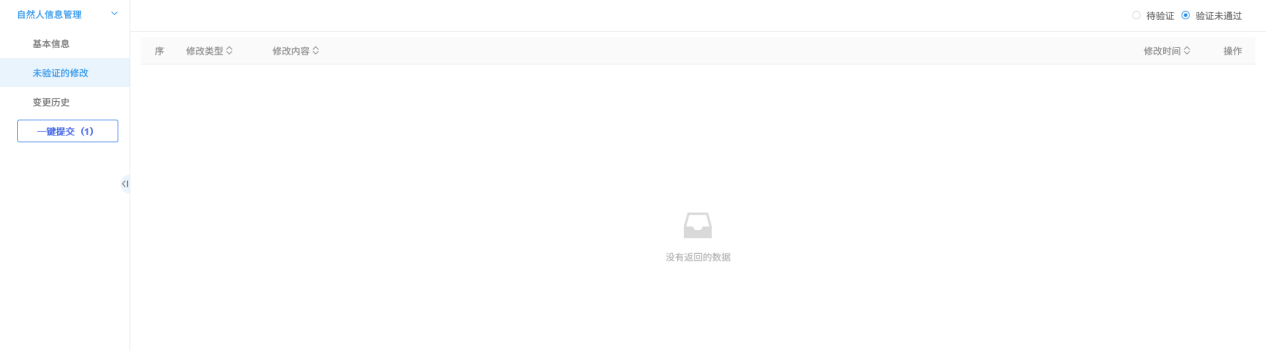 自然人信息管理
基本信息
未验证的修改
变更历史
一键提交（1）
待验证 验证未通过
序 修改类型 修改内容 修改时间 操作
没有返回的数据